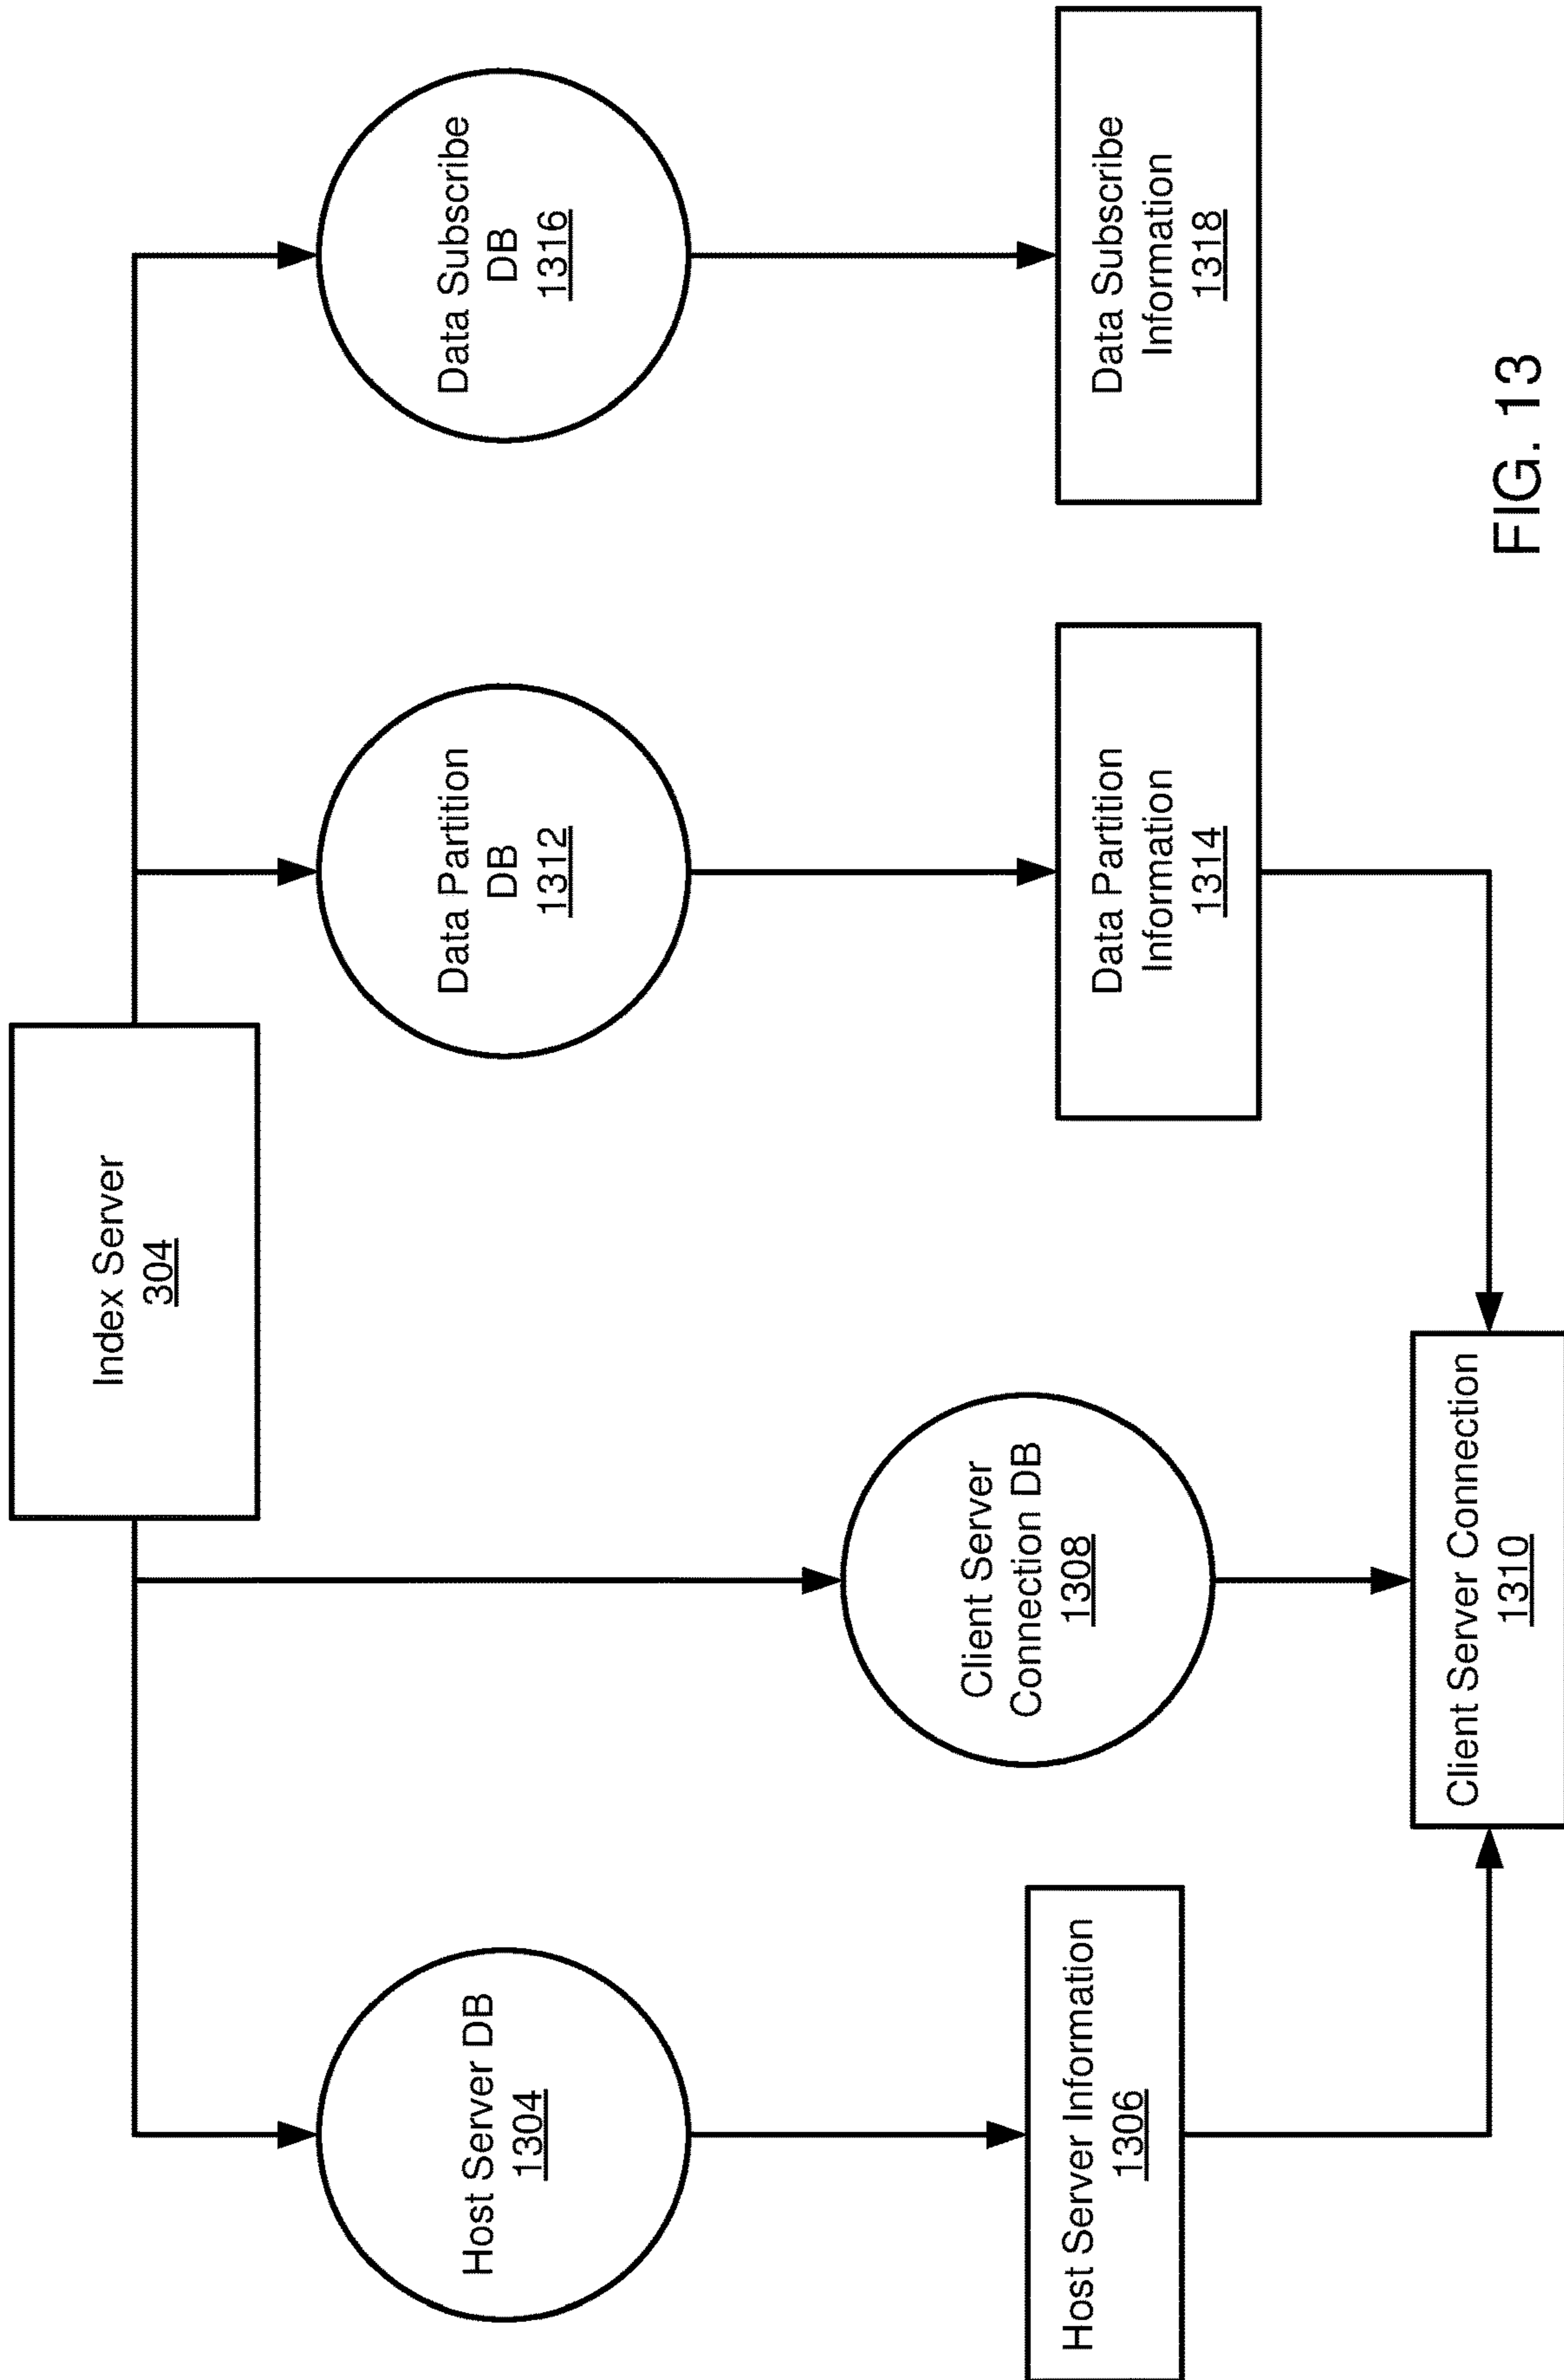 Index Server
304
Host Server DB
1304
Data Partition
DB
1312
Data Subscribe
DB
1316
Client Server
Connection DB
1308
Host Server Information
1306
Data Partition
Information
1314
Data Subscribe
Information
1318
Client Server Connection
1310
FIG. 13